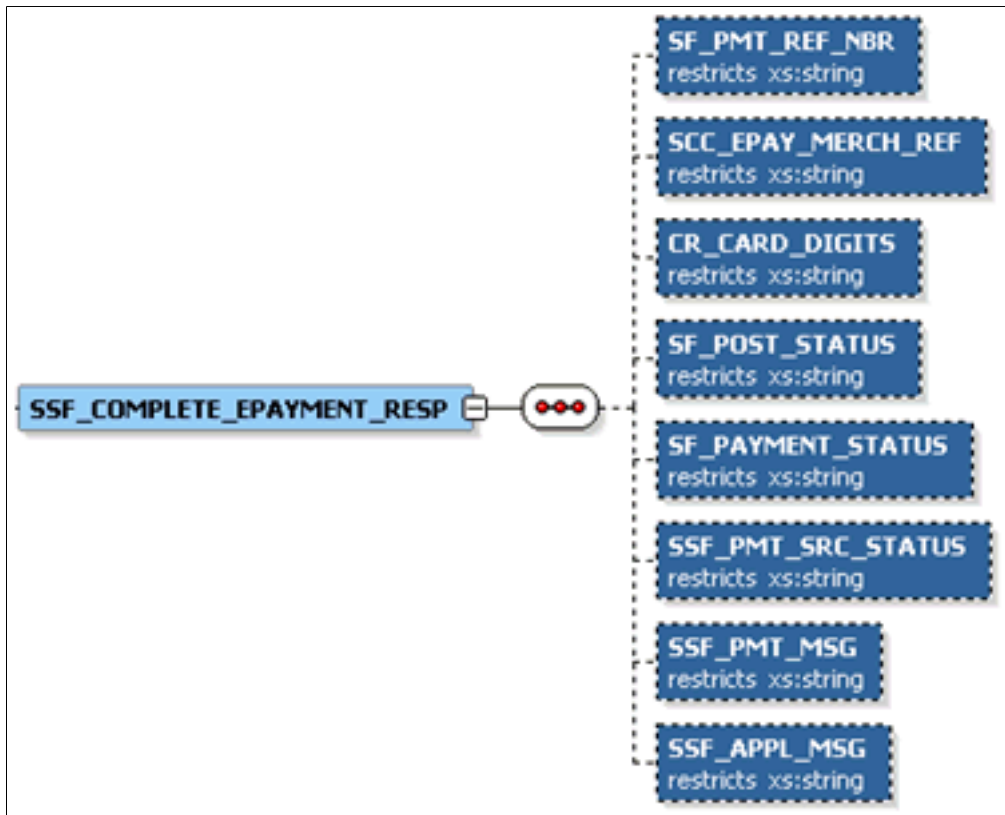 SF_PMT_REF_NBR
restricts xs:string
SCC_EPAY_MERCH_REF
restricts xs:string
CR_CARD_DIGITS
restricts xs:string
SF_POST_STATUS
restricts xs:string
SSF_COMPLETE_EPAYMENT_RESP
SF_PAYMENT_STATUS
restricts xs:string
SSF_PMT_SRC_STATUS
restricts xs:string
SSF_PMT_MSG
restricts xs:string
SSF_APPL_MSG
restricts xs:string